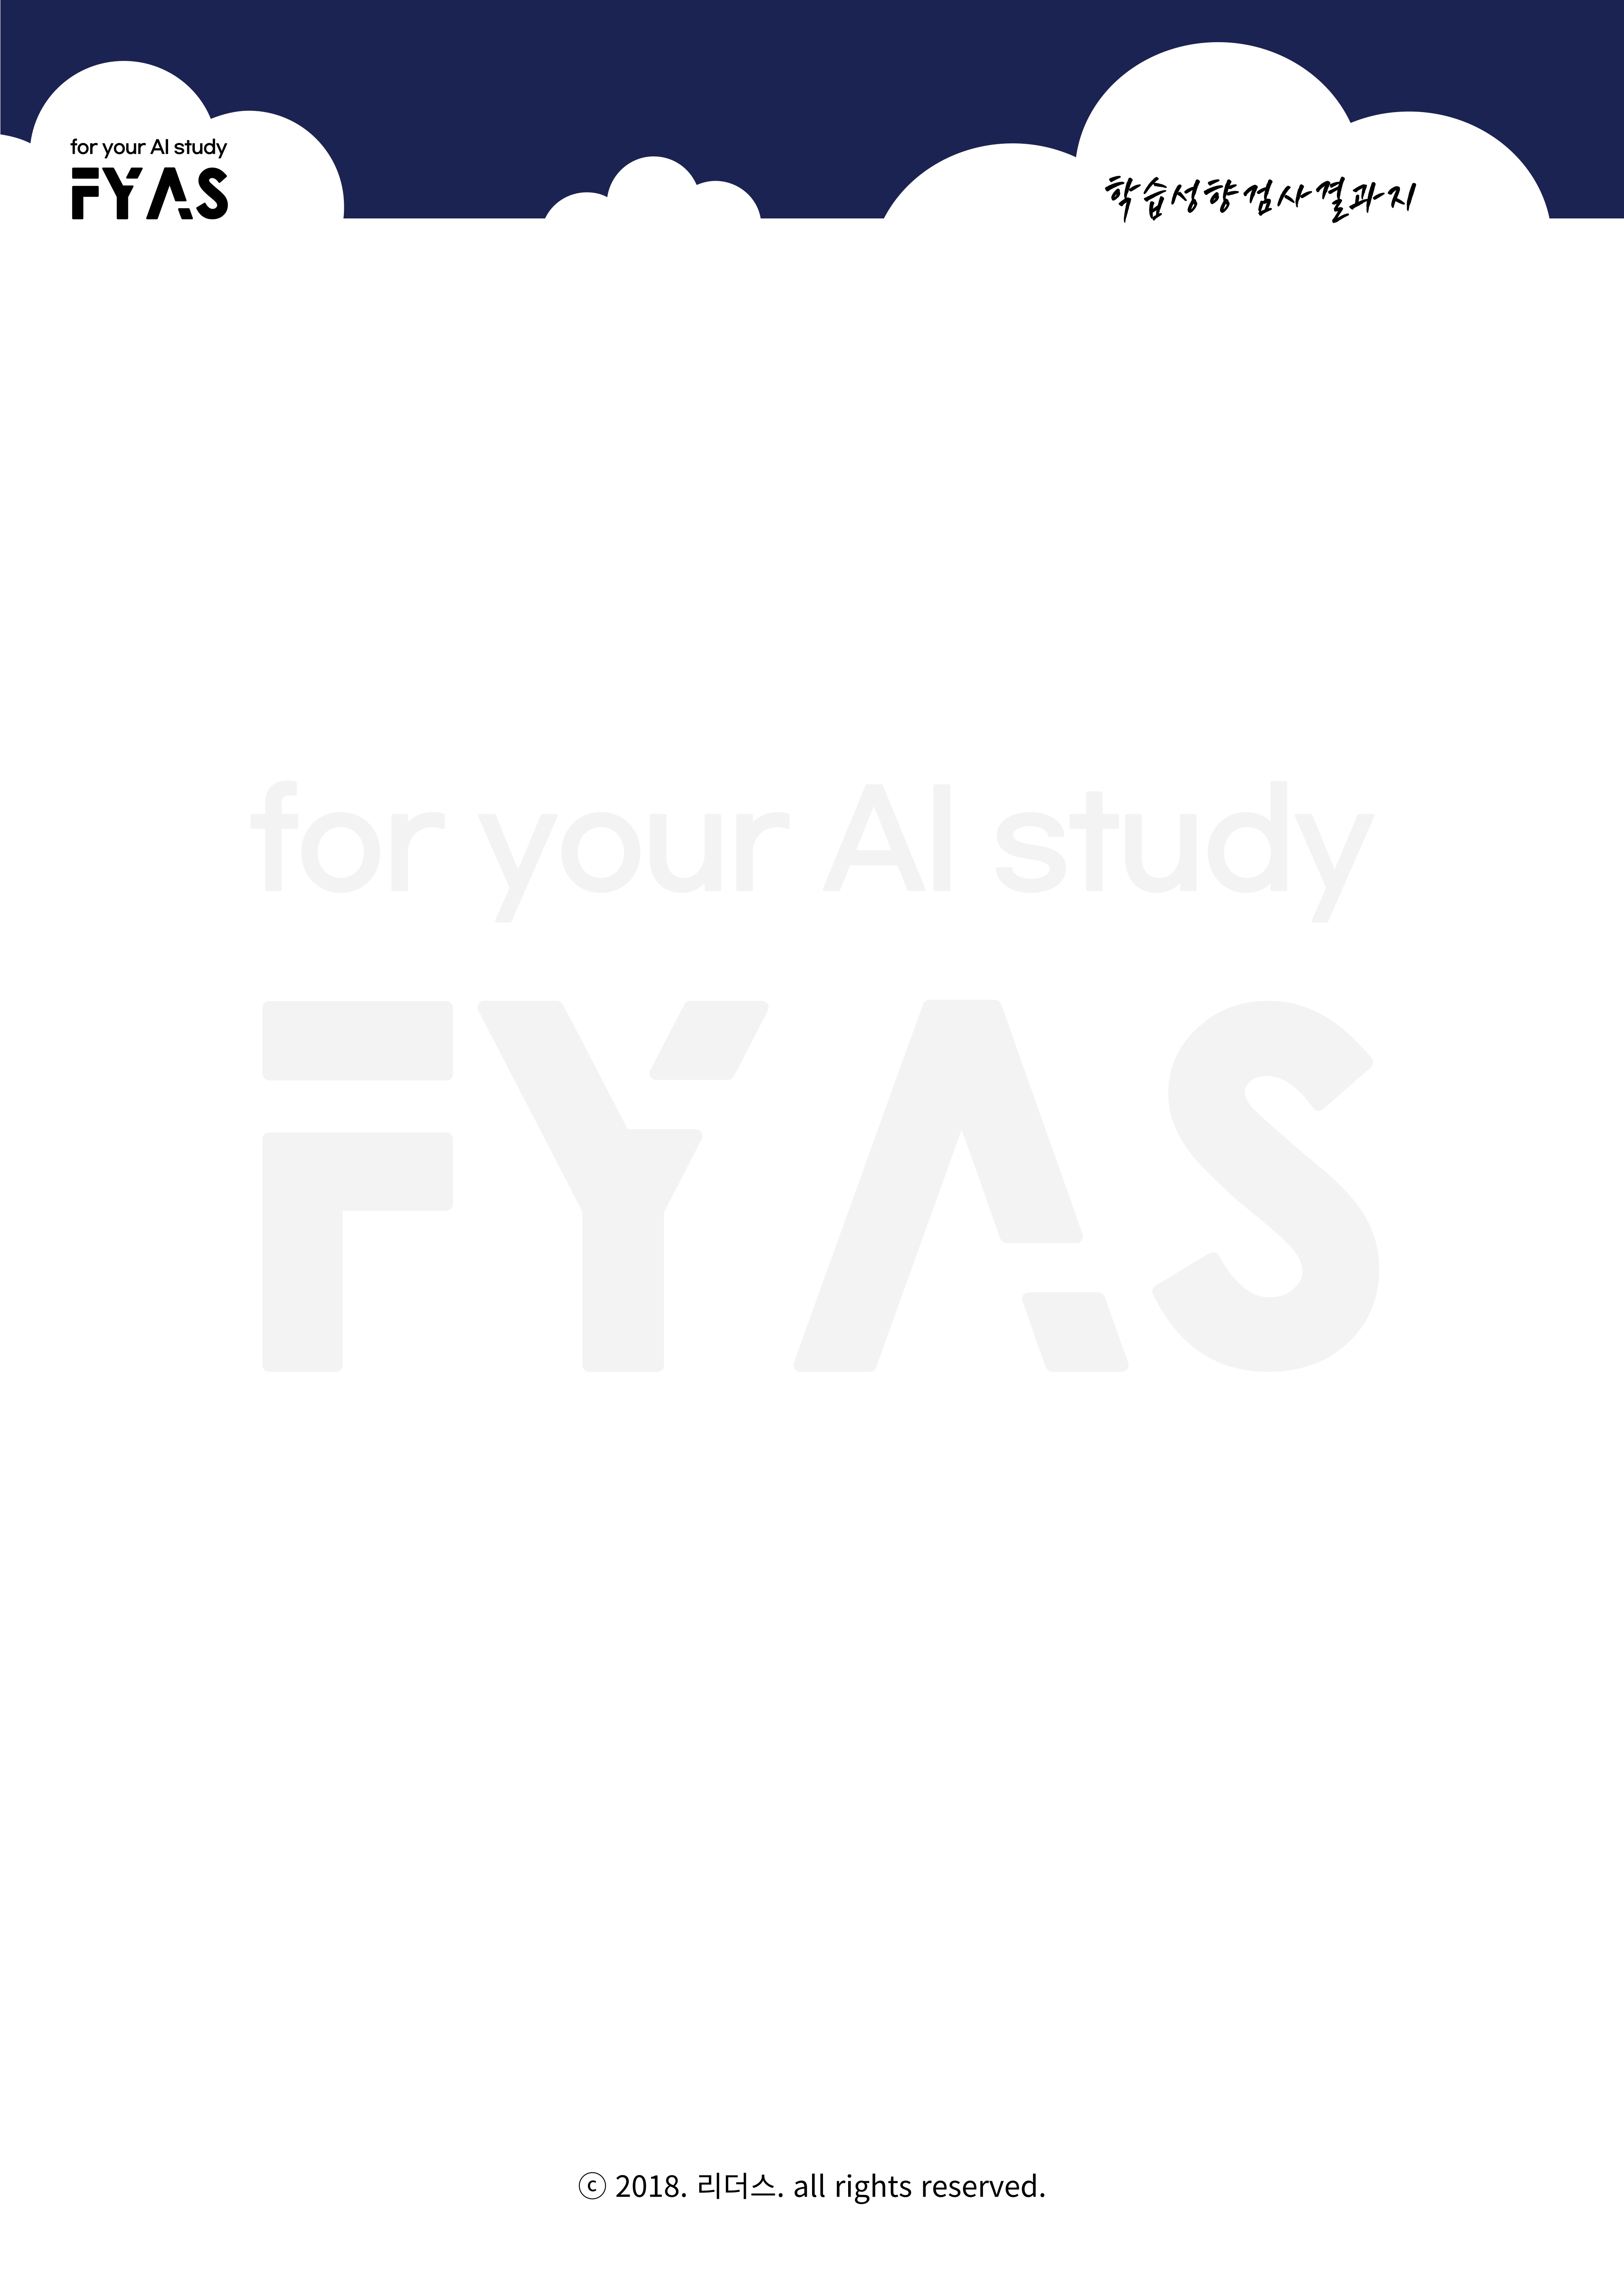 for your AI study
FYAS
학습성향검사결과지
for your AI study
FYAS
ⓒ 2018. 리더스. all rights reserved.